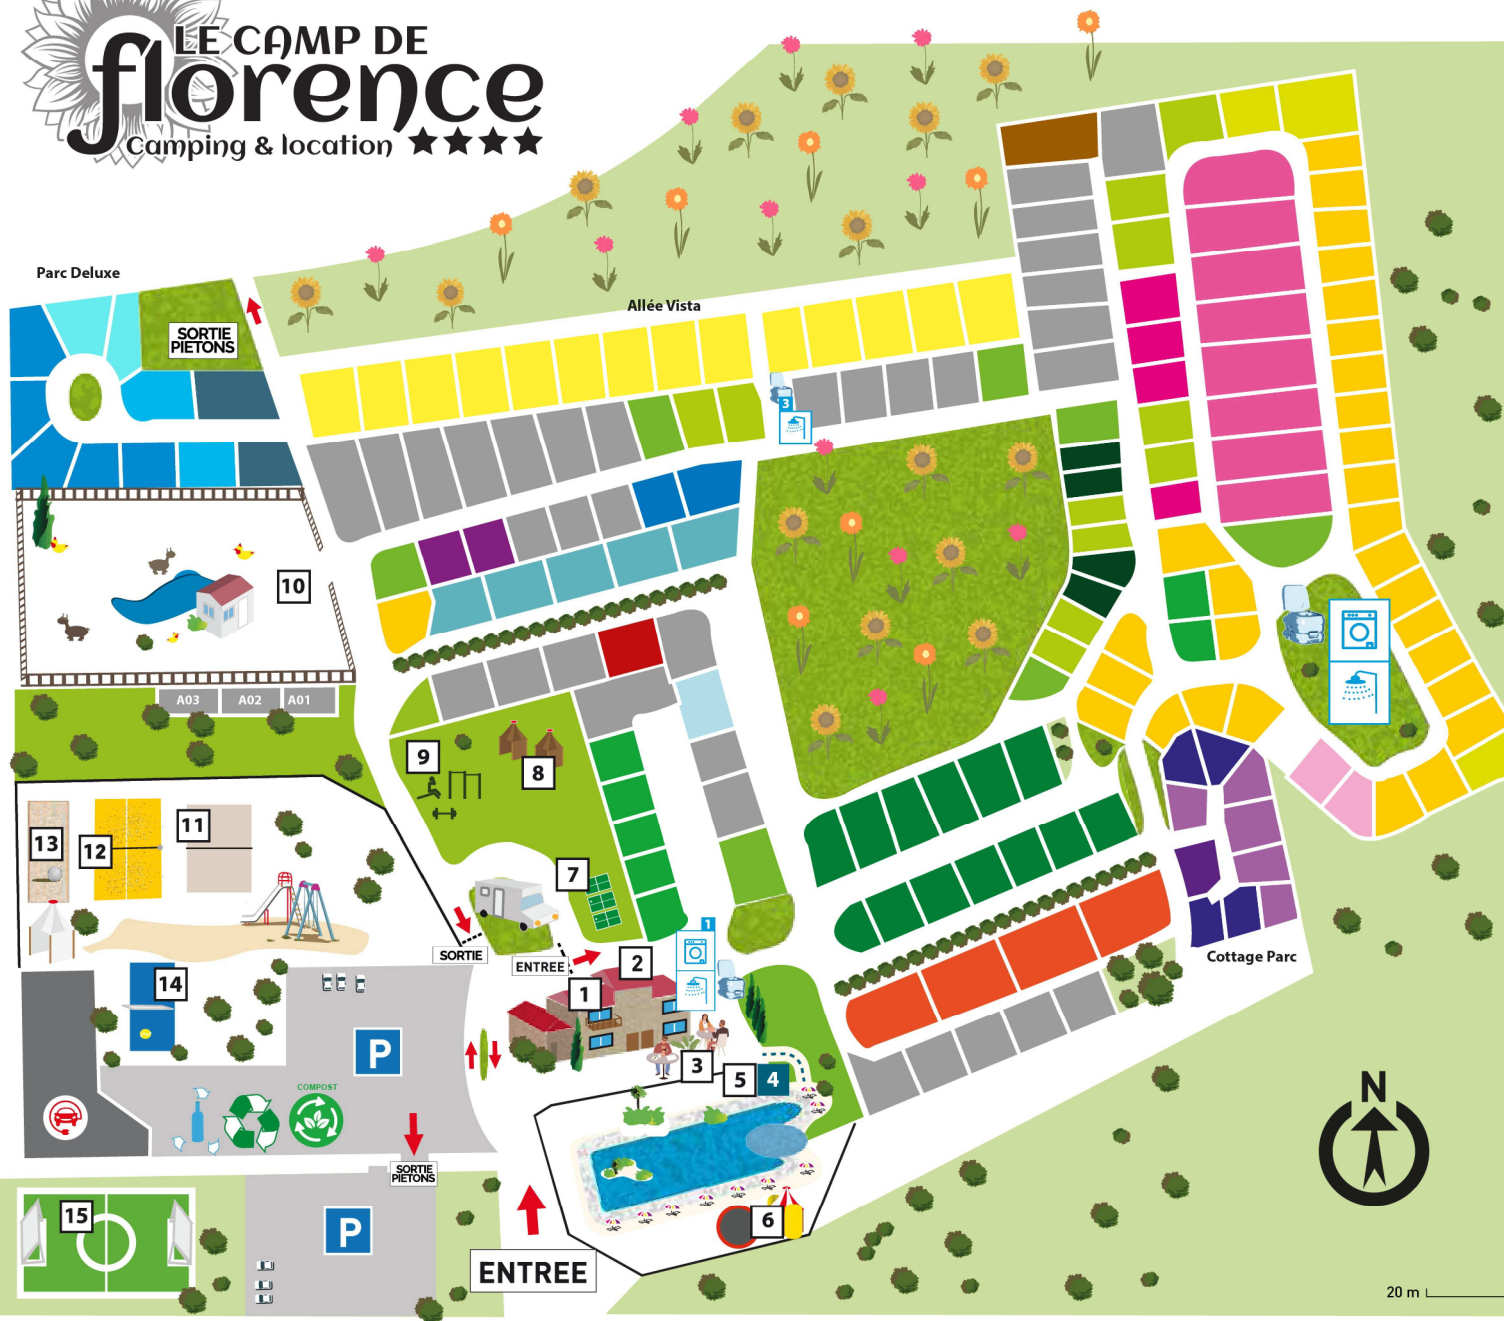 LE CAMP DE
florence
Camping & location
Parc Deluxe
SORTIE
PIETONS
Allée Vista
3
10
A03
A02
A01
9
8
13
12
11
7
SORTIE
ENTREE
1
2
1
14
P
3
5
4
COMPOST
SORTIE
PIETONS
15
P
6
ENTREE
Cottage Parc
N
20 m